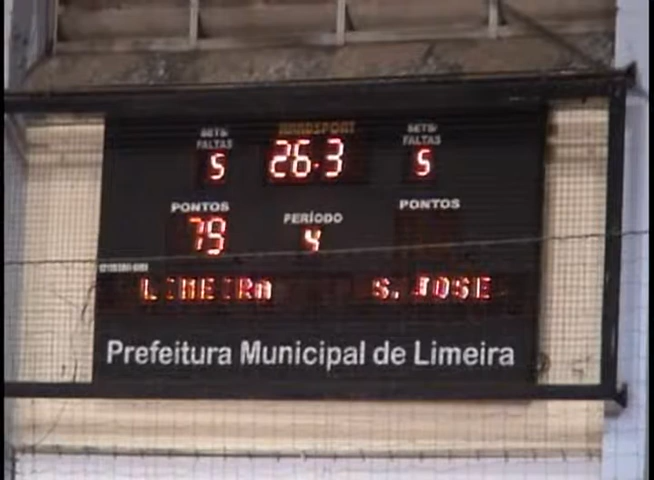 SETS HARDSPORT SETS
FALTAS FALTAS
5 26.3 5
PONTOS PERÍODO PONTOS
79 4
LIMEIRA S. JOSE
Prefeitura Municipal de Limeira